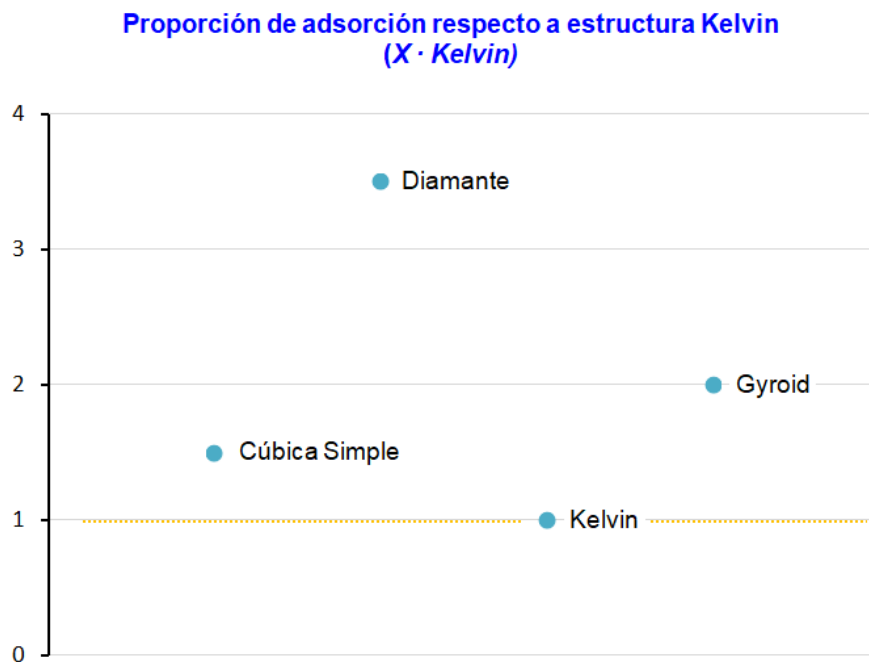 Proporción de adsorción respecto a estructura Kelvin
(X · Kelvin)
4
Diamante
3
2
Gyroid
Cúbica Simple
1
Kelvin
0